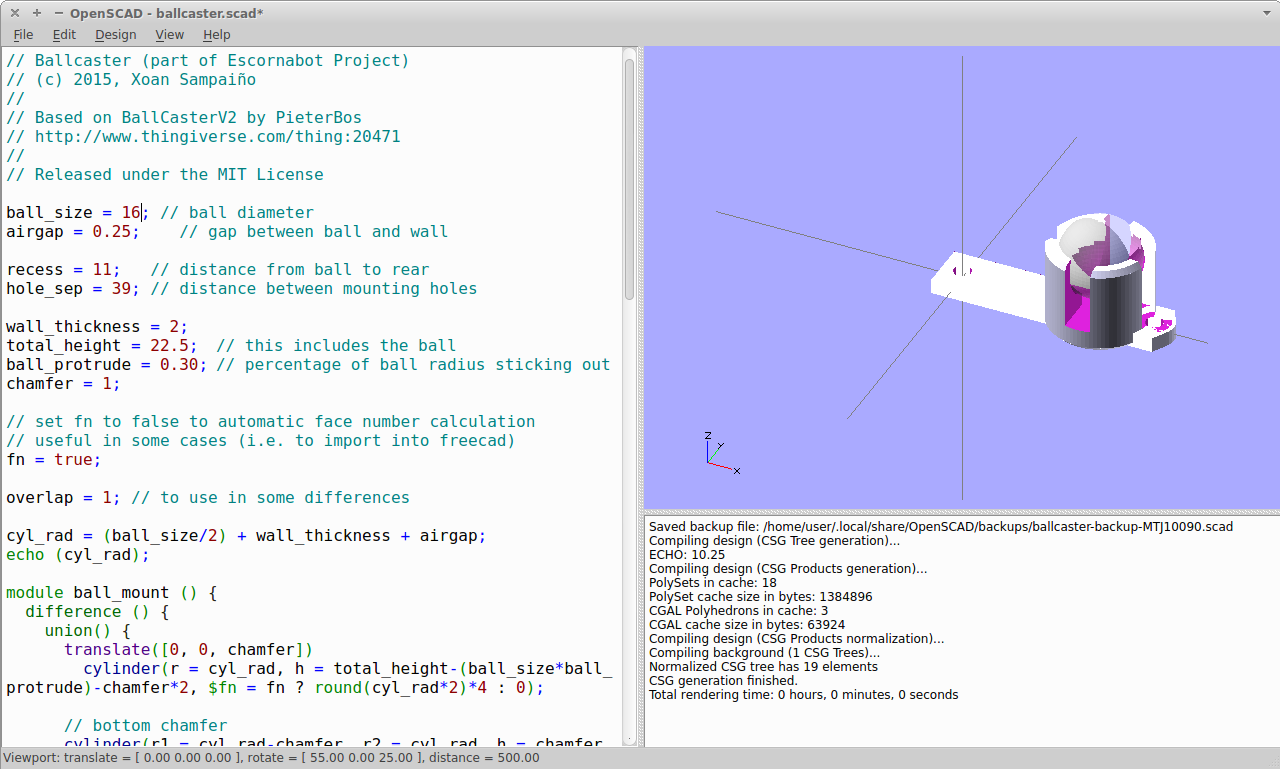 OpenSCAD - ballcaster.scad*
File Edit Design View Help
// Ballcaster (part of Escornabot Project)
// (c) 2015, Xoan Sampaiño
//
// Based on BallCasterV2 by PieterBos
// http://www.thingiverse.com/thing:20471
//
// Released under the MIT License
ball_size = 16; // ball diameter
airgap = 0.25;    // gap between ball and wall
recess = 11;   // distance from ball to rear
hole_sep = 39; // distance between mounting holes
wall_thickness = 2;
total_height = 22.5;  // this includes the ball
ball_protrude = 0.30; // percentage of ball radius sticking out
chamfer = 1;
// set fn to false to automatic face number calculation
// useful in some cases (i.e. to import into freecad)
fn = true;
overlap = 1; // to use in some differences
cyl_rad = (ball_size/2) + wall_thickness + airgap;
echo (cyl_rad);
module ball_mount () {
  difference () {
    union() {
      translate([0, 0, chamfer])
        cylinder(r = cyl_rad, h = total_height-(ball_size*ball_
protrude)-chamfer*2, $fn = fn ? round(cyl_rad*2)*4 : 0);
      // bottom chamfer
      cylinder(r1 = cyl_rad-chamfer, r2 = cyl_rad, h = chamfer,
Z
Y
X
Saved backup file: /home/user/.local/share/OpenSCAD/backups/ballcaster-backup-MTJ10090.scad
Compiling design (CSG Tree generation)...
ECHO: 10.25
Compiling design (CSG Products generation)...
PolySets in cache: 18
PolySet cache size in bytes: 1384896
CGAL Polyhedrons in cache: 3
CGAL cache size in bytes: 63924
Compiling design (CSG Products normalization)...
Compiling background (1 CSG Trees)...
Normalized CSG tree has 19 elements
CSG generation finished.
Total rendering time: 0 hours, 0 minutes, 0 seconds
Viewport: translate = [ 0.00 0.00 0.00 ], rotate = [ 55.00 0.00 25.00 ], distance = 500.00